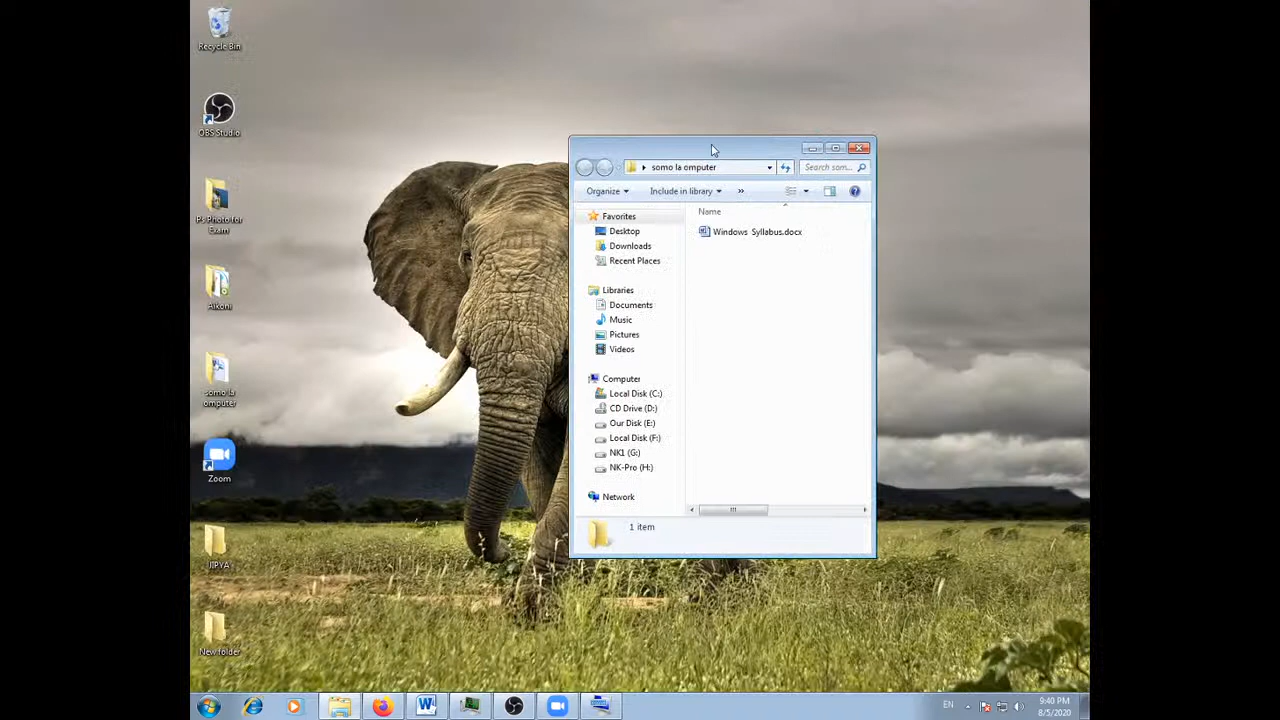 Recycle Bin
OBS Studio
Ps Photo for
Exam
Aikoni
somo la
omputer
Zoom
JIPYA
New folder
somo la omputer
Search som...
Organize
Include in library
»
Name
Favorites
Desktop
Downloads
Recent Places
Libraries
Documents
Music
Pictures
Videos
Computer
Local Disk (C:)
CD Drive (D:)
Our Disk (E:)
Local Disk (F:)
NK1 (G:)
NK-Pro (H:)
Network
Windows Syllabus.docx
1 item
EN
9:40 PM
8/5/2020